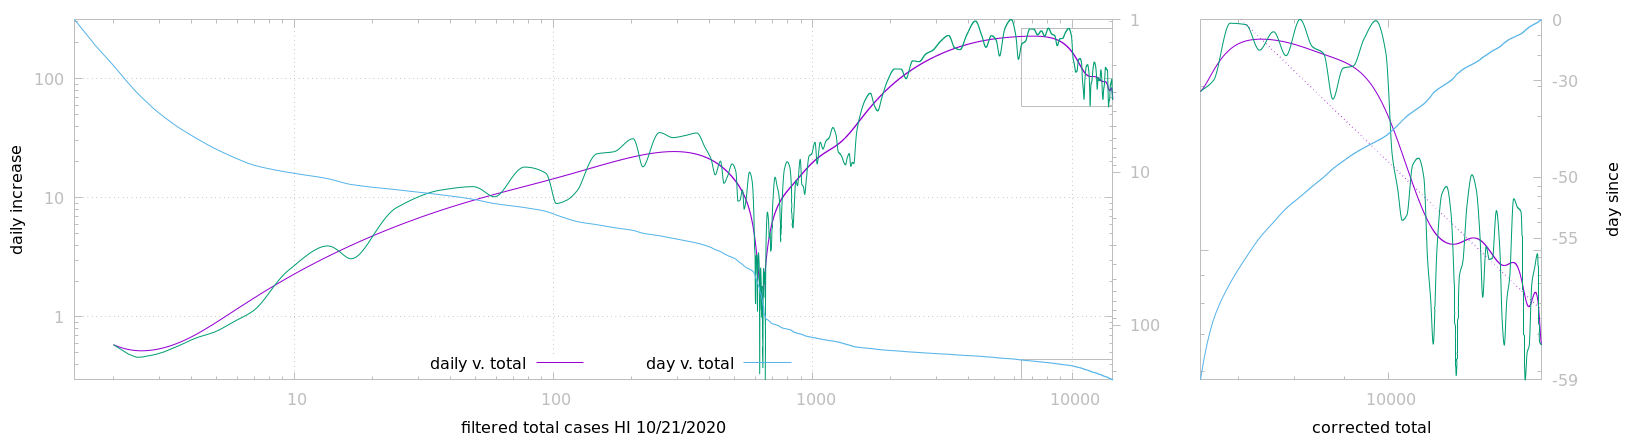 daily increase
100
10
1
10
100
1000
10000
1
10
100
daily v. total
day v. total
filtered total cases HI 10/21/2020
0
-30
-50
-55
-59
10000
day since
corrected total